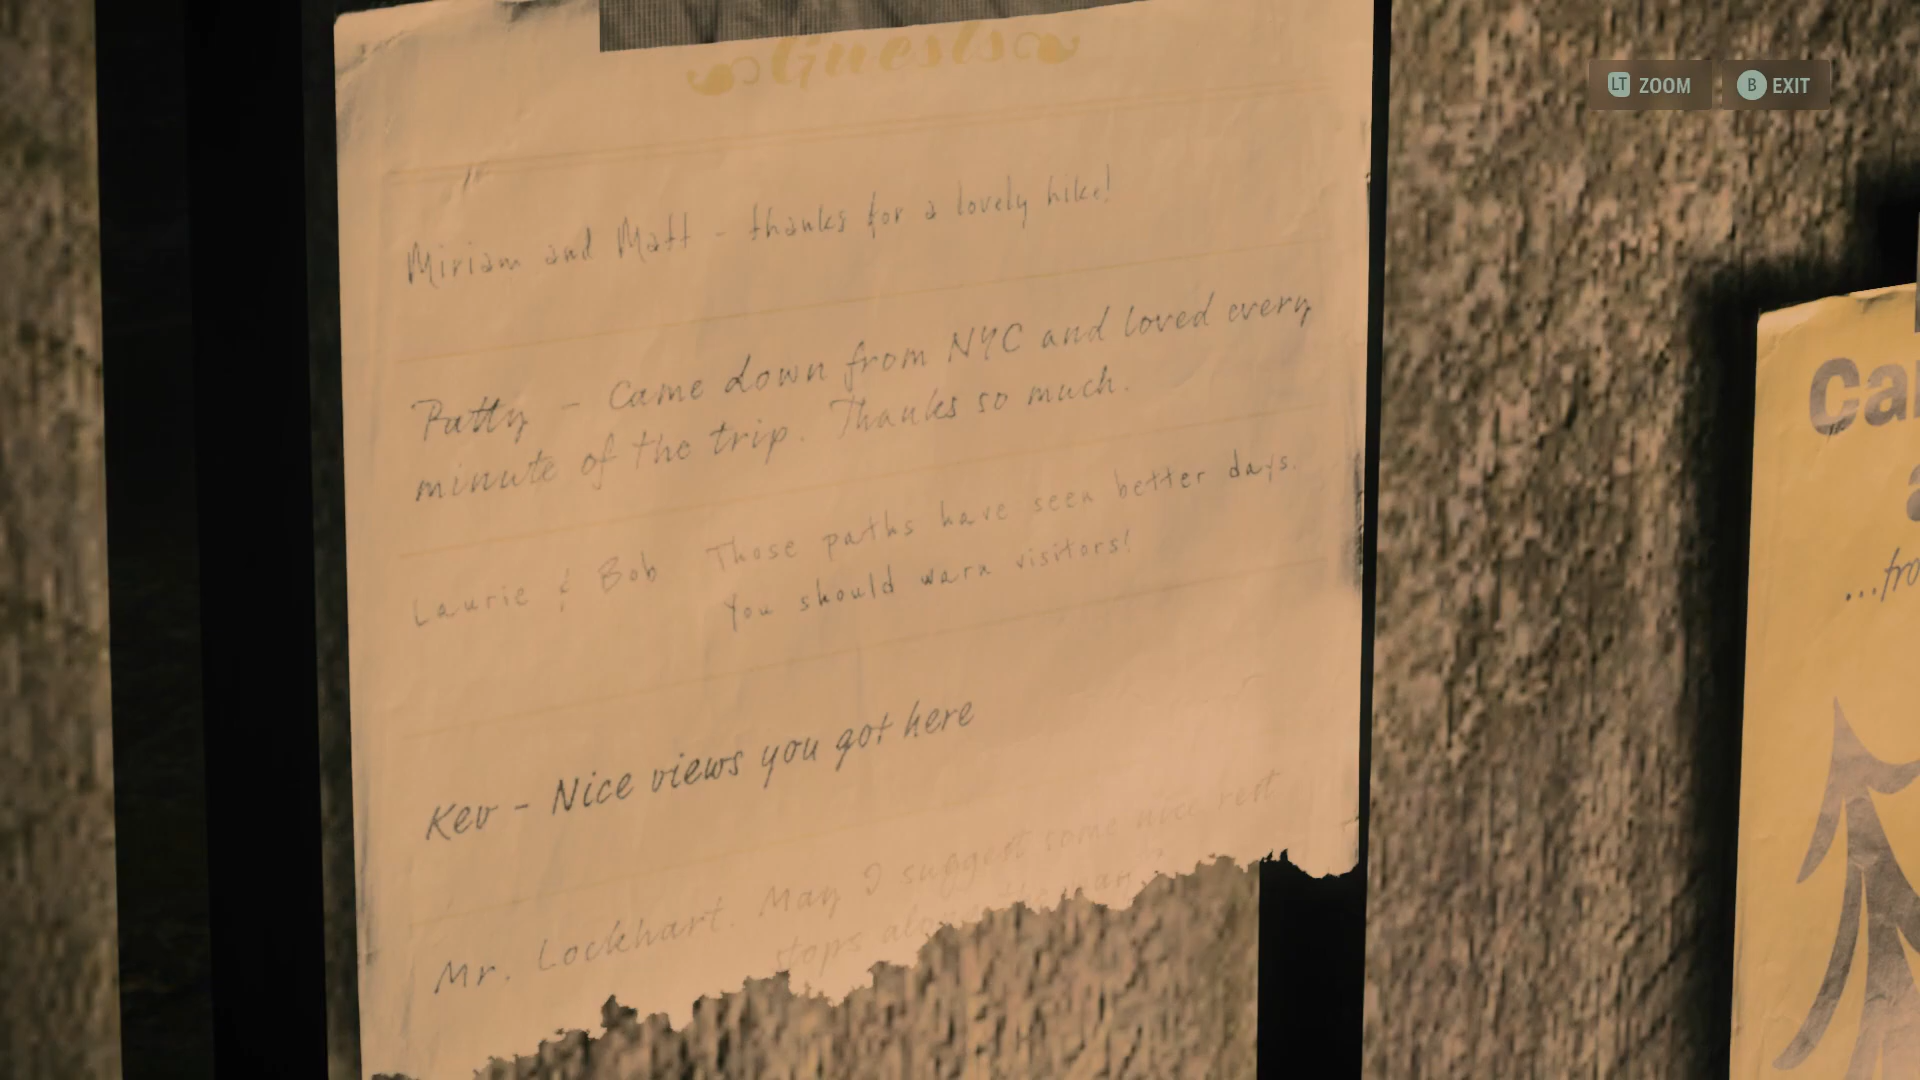 Guests
Miriam and Matt - thanks for a lovely hike!
Patty - Came down from NYC and loved every
minute of the trip. Thanks so much.
Laurie & Bob Those paths have seen better days.
You should warn visitors!
Kev - Nice views you got here
Mr. Lockhart. May I suggest some nice rest
stops along the way?
LT ZOOM B EXIT
Ca
a
...fro